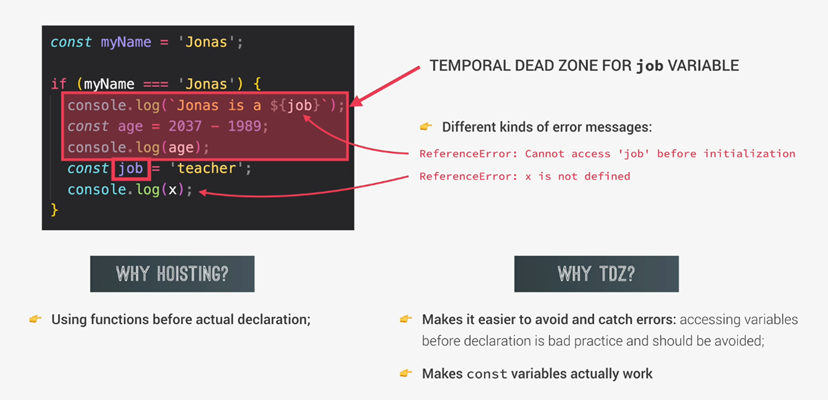 const myName = 'Jonas';
if (myName === 'Jonas') {
console.log(`Jonas is a ${job}`);
const age = 2037 - 1989;
console.log(age);
const job = 'teacher';
console.log(x);
}
TEMPORAL DEAD ZONE FOR job VARIABLE
👉 Different kinds of error messages:
ReferenceError: Cannot access 'job' before initialization
ReferenceError: x is not defined
WHY HOISTING?
👉 Using functions before actual declaration;
WHY TDZ?
👉 Makes it easier to avoid and catch errors: accessing variables
before declaration is bad practice and should be avoided;
👉 Makes const variables actually work